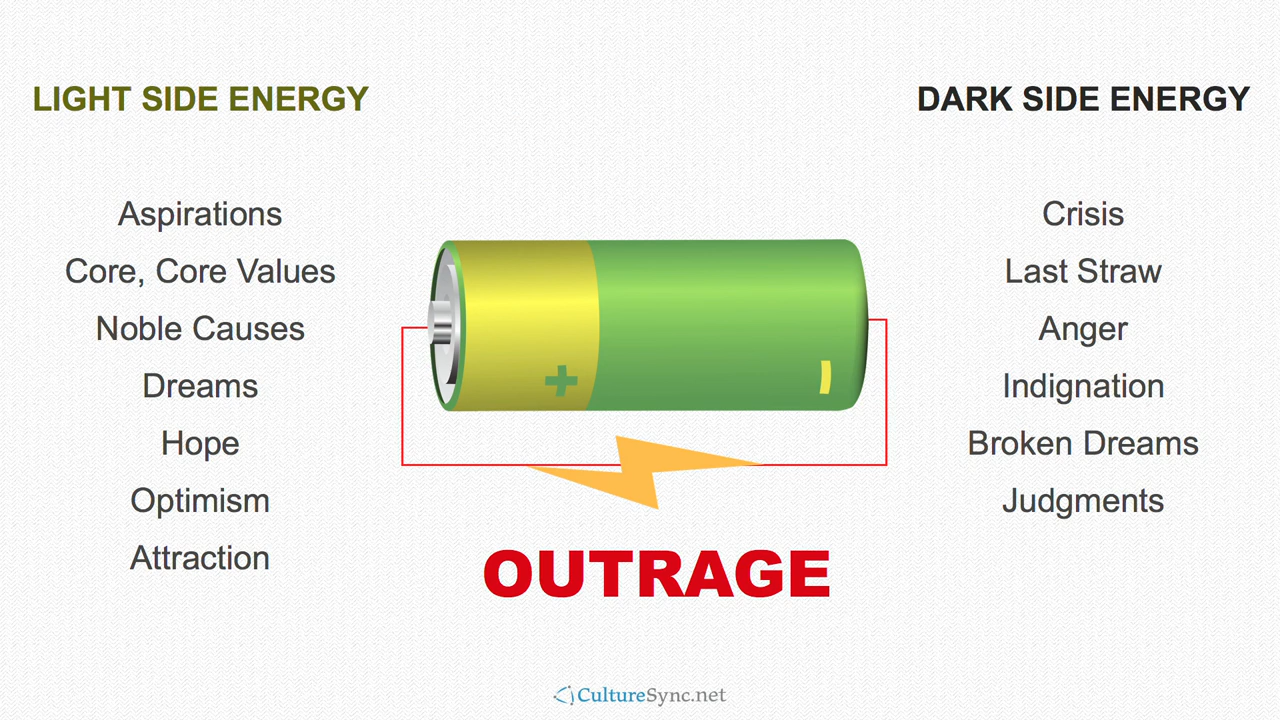 LIGHT SIDE ENERGY
Aspirations
Core, Core Values
Noble Causes
Dreams
Hope
Optimism
Attraction
DARK SIDE ENERGY
Crisis
Last Straw
Anger
Indignation
Broken Dreams
Judgments
+
OUTRAGE
CultureSync.net